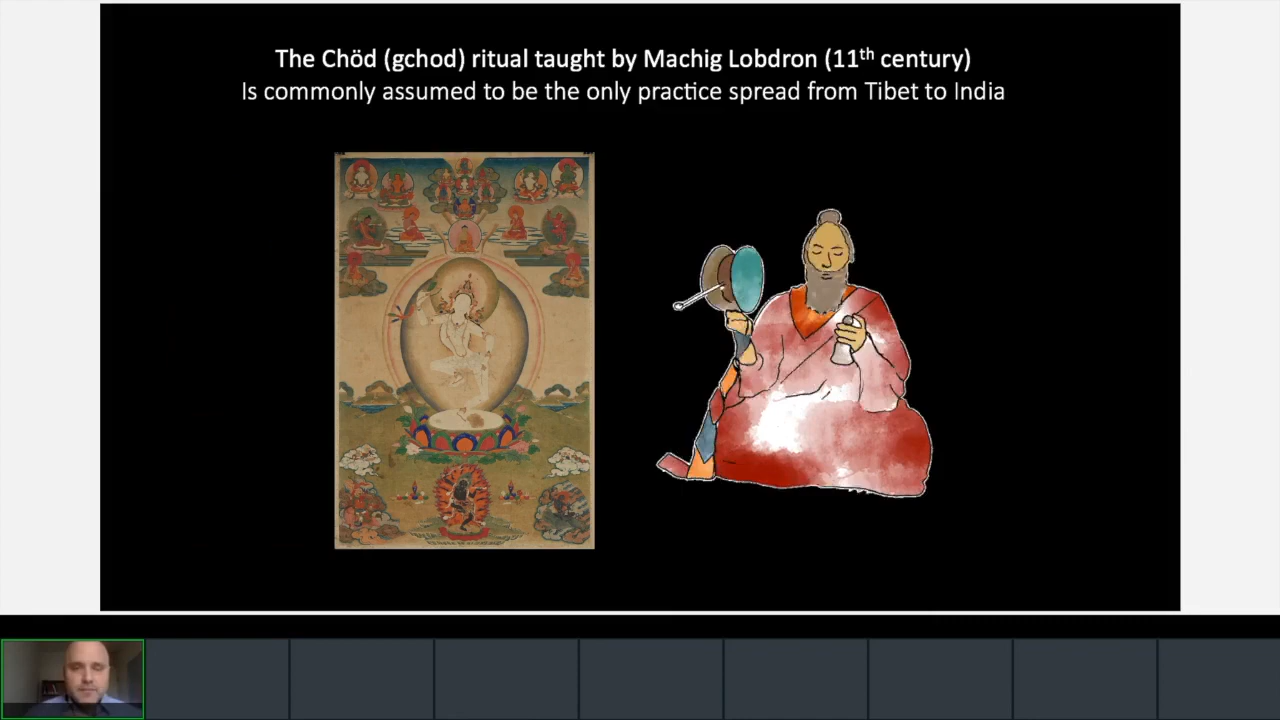 The Chöd (gchod) ritual taught by Machig Lobdron (11th century)
Is commonly assumed to be the only practice spread from Tibet to India